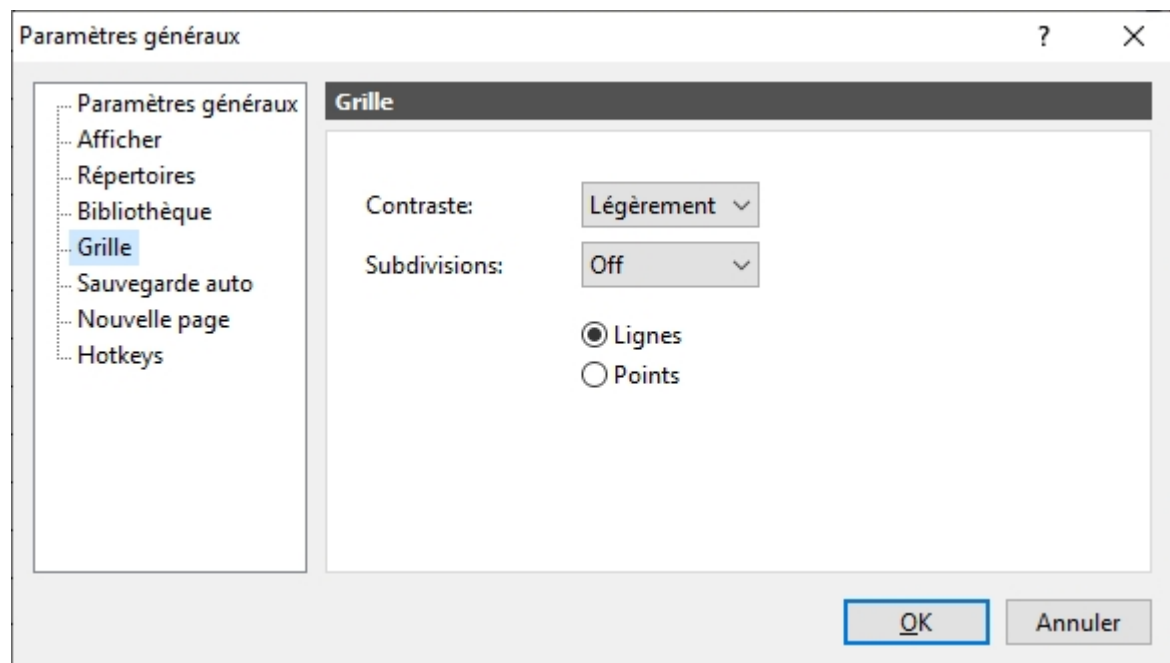 Paramètres généraux
?
Paramètres généraux
Afficher
Répertoires
Bibliothèque
Grille
Sauvegarde auto
Nouvelle page
Hotkeys
Grille
Contraste: Légèrement
Subdivisions: Off
Lignes
Points
OK Annuler